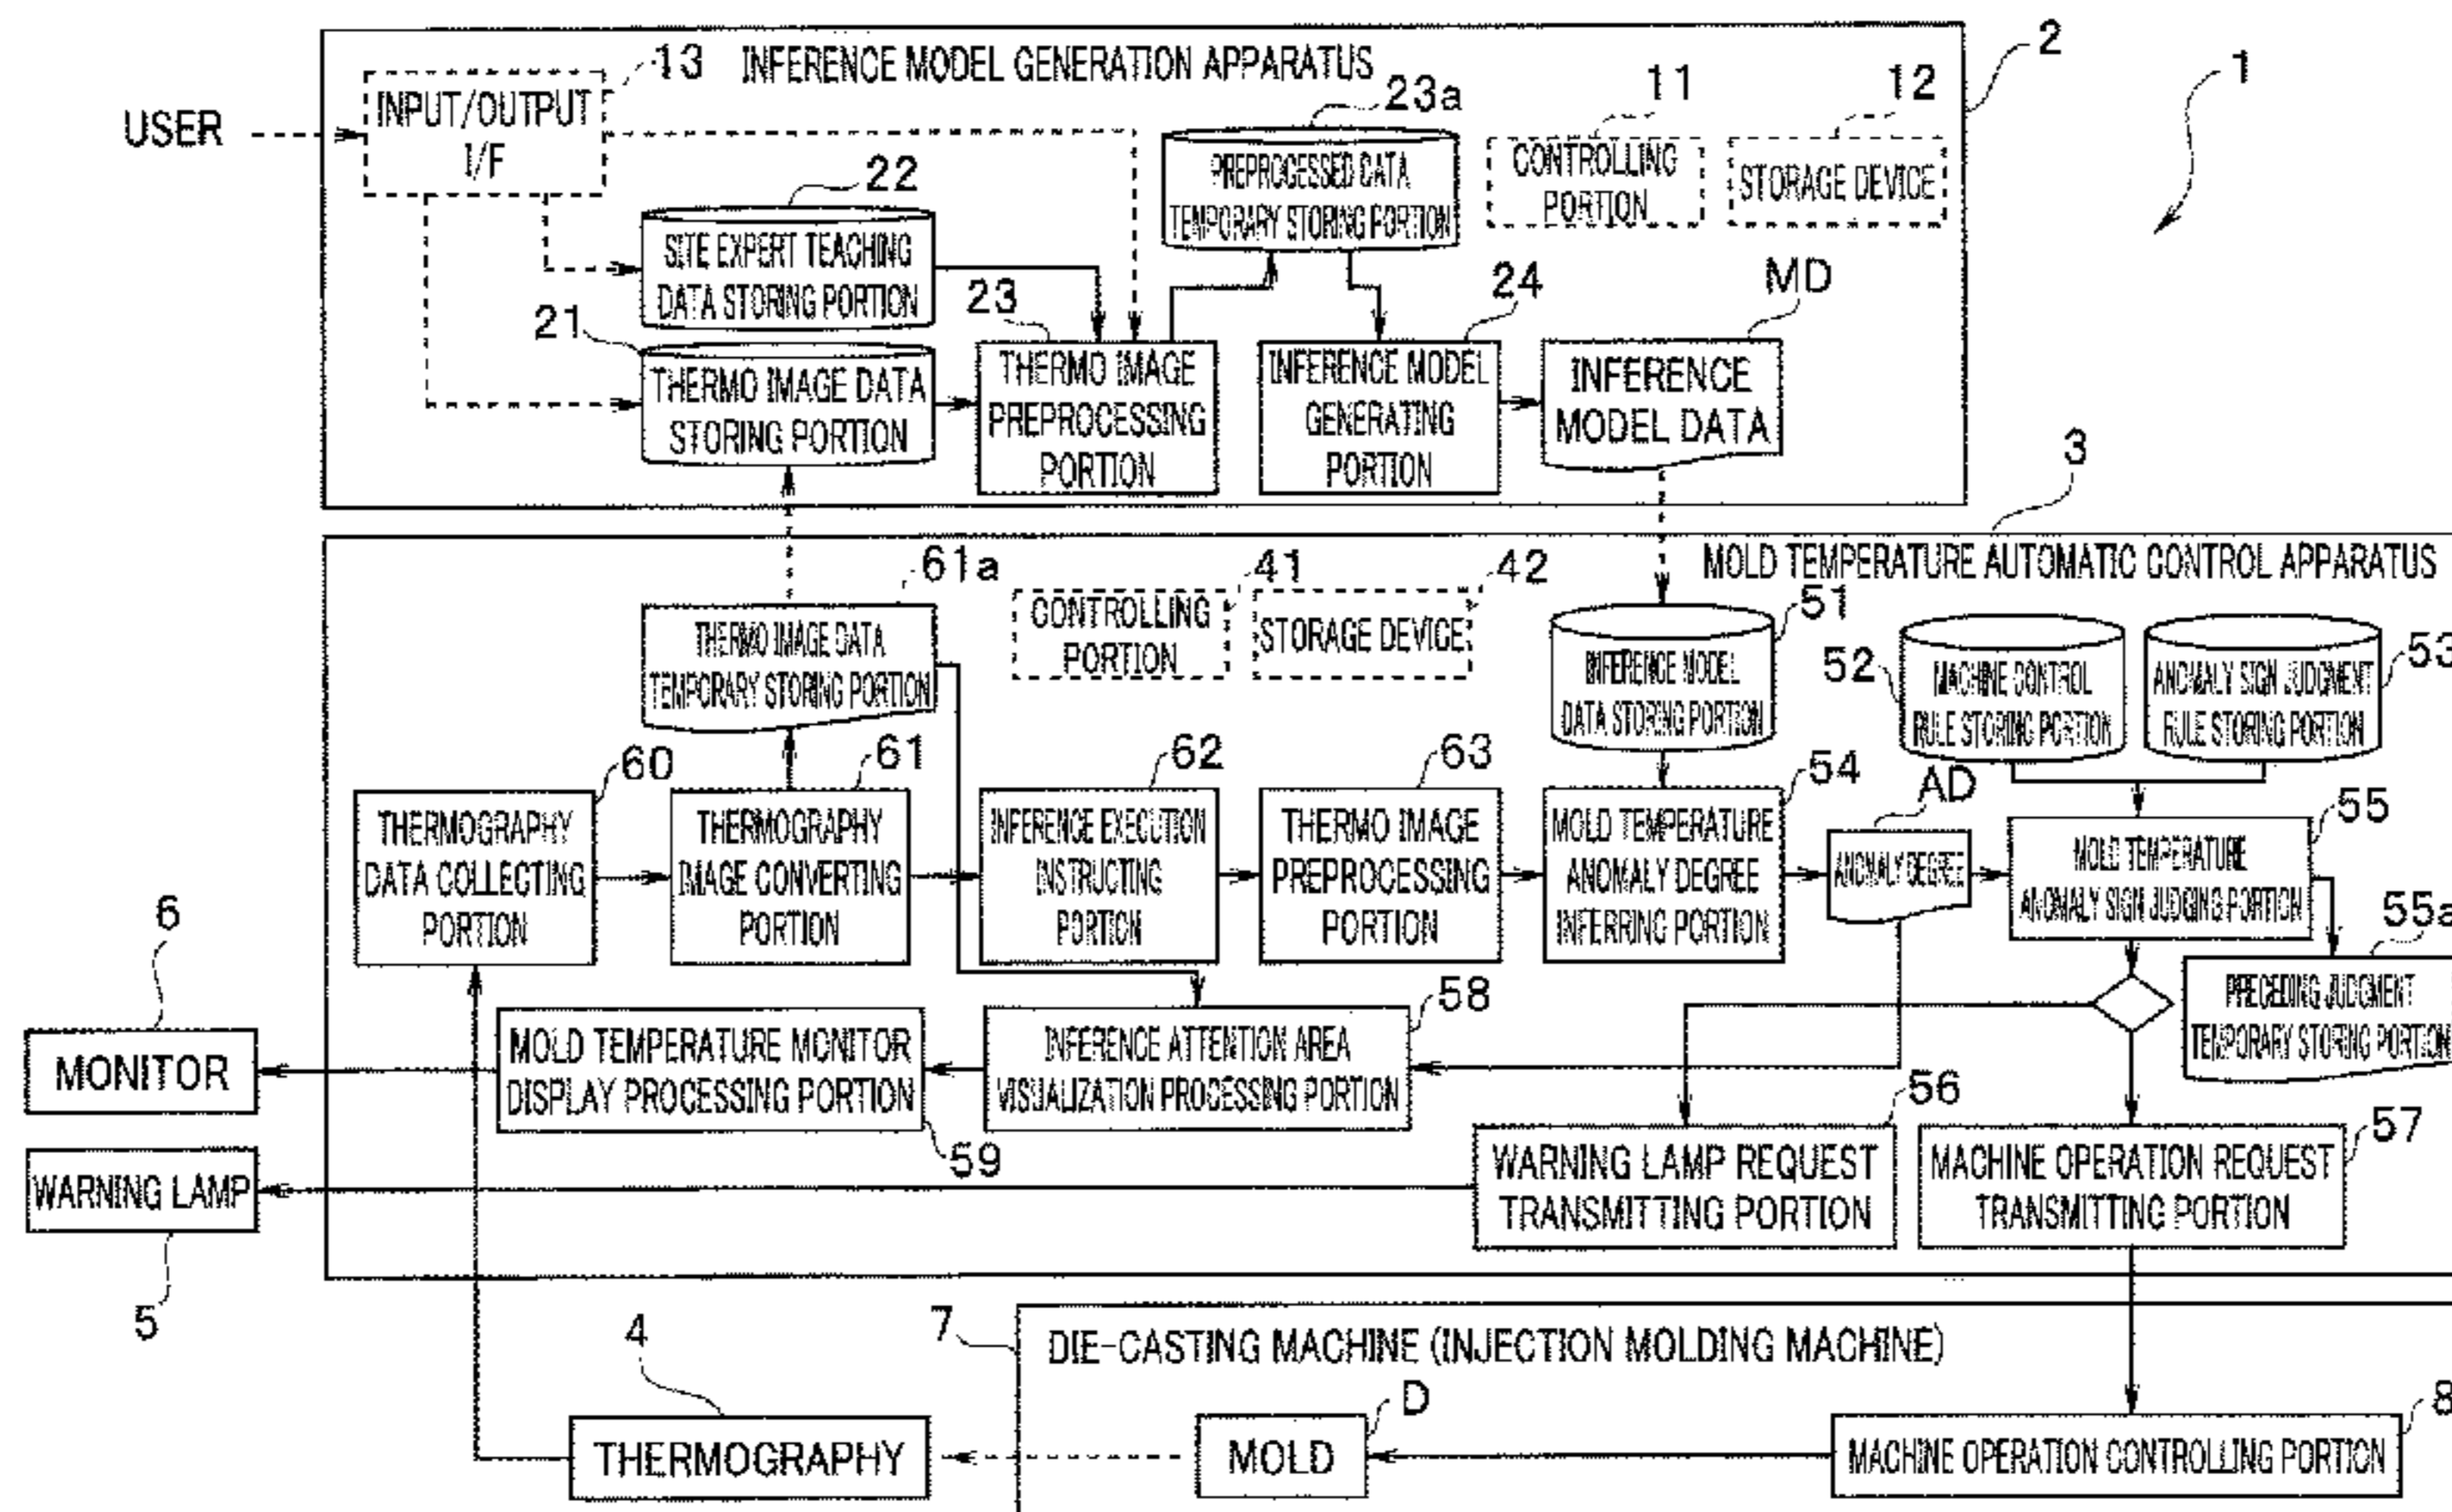 13
INFERENCE MODEL GENERATION APPARATUS
2
1
USER
INPUT/OUTPUT
I/F
23a
PREPROCESSED DATA
TEMPORARY STORING PORTION
11
CONTROLLING
PORTION
12
STORAGE DEVICE
22
SITE EXPERT TEACHING
DATA STORING PORTION
21
THERMO IMAGE DATA
STORING PORTION
23
THERMO IMAGE
PREPROCESSING
PORTION
24
INFERENCE MODEL
GENERATING
PORTION
MD
INFERENCE
MODEL DATA
3
MOLD TEMPERATURE AUTOMATIC CONTROL APPARATUS
61a
THERMO IMAGE DATA
TEMPORARY STORING PORTION
41
CONTROLLING
PORTION
42
STORAGE DEVICE
51
INFERENCE MODEL
DATA STORING PORTION
52
MACHINE CONTROL
RULE STORING PORTION
53
ANOMALY SIGN JUDGMENT
RULE STORING PORTION
60
THERMOGRAPHY
DATA COLLECTING
PORTION
61
THERMOGRAPHY
IMAGE CONVERTING
PORTION
62
INFERENCE EXECUTION
INSTRUCTING
PORTION
63
THERMO IMAGE
PREPROCESSING
PORTION
54
MOLD TEMPERATURE
ANOMALY DEGREE
INFERRING PORTION
AD
ANOMALY DEGREE
55
MOLD TEMPERATURE
ANOMALY SIGN JUDGING PORTION
55a
PRECEDING JUDGMENT
TEMPORARY STORING PORTION
6
MONITOR
MOLD TEMPERATURE MONITOR
DISPLAY PROCESSING PORTION
59
58
INFERENCE ATTENTION AREA
VISUALIZATION PROCESSING PORTION
56
WARNING LAMP REQUEST
TRANSMITTING PORTION
57
MACHINE OPERATION REQUEST
TRANSMITTING PORTION
WARNING LAMP
5
4
THERMOGRAPHY
7
DIE-CASTING MACHINE (INJECTION MOLDING MACHINE)
D
MOLD
8
MACHINE OPERATION CONTROLLING PORTION